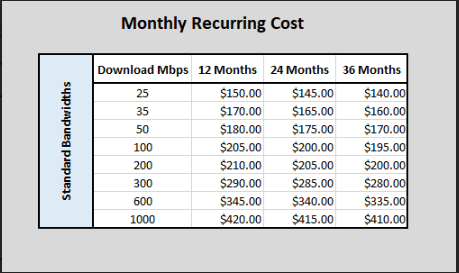 Monthly Recurring Cost
Standard Bandwidths
Download Mbps 12 Months 24 Months 36 Months
25 $150.00 $145.00 $140.00
35 $170.00 $165.00 $160.00
50 $180.00 $175.00 $170.00
100 $205.00 $200.00 $195.00
200 $210.00 $205.00 $200.00
300 $290.00 $285.00 $280.00
600 $345.00 $340.00 $335.00
1000 $420.00 $415.00 $410.00